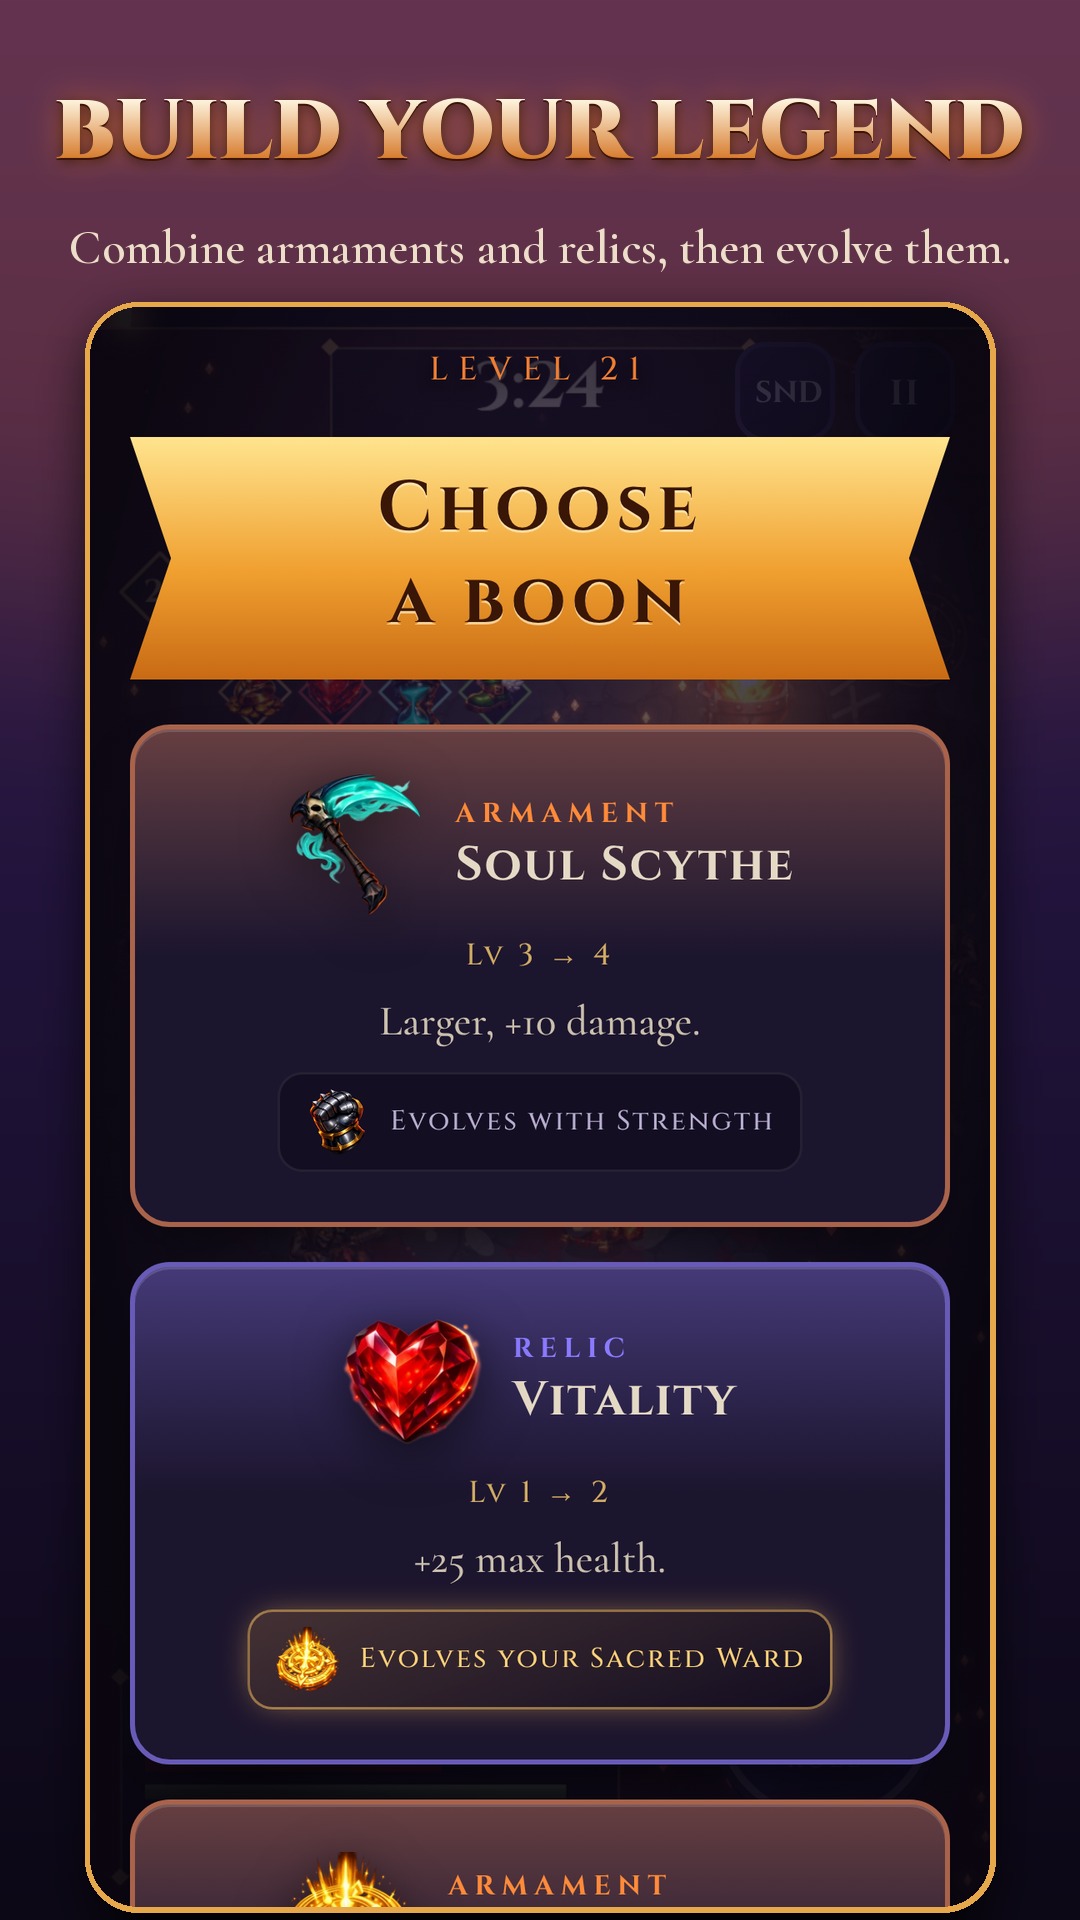 BUILD YOUR LEGEND
Combine armaments and relics, then evolve them.
LEVEL 21
3:24
SND
II
CHOOSE
A BOON
ARMAMENT
SOUL SCYTHE
LV 3 → 4
Larger, +10 damage.
EVOLVES WITH STRENGTH
RELIC
VITALITY
LV 1 → 2
+25 max health.
EVOLVES YOUR SACRED WARD
ARMAMENT